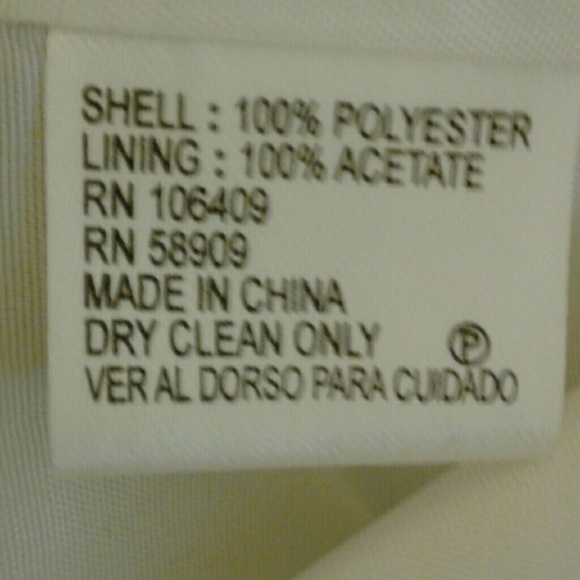 SHELL : 100% POLYESTER
LINING : 100% ACETATE
RN 106409
RN 58909
MADE IN CHINA
DRY CLEAN ONLY Ⓟ
VER AL DORSO PARA CUIDADO